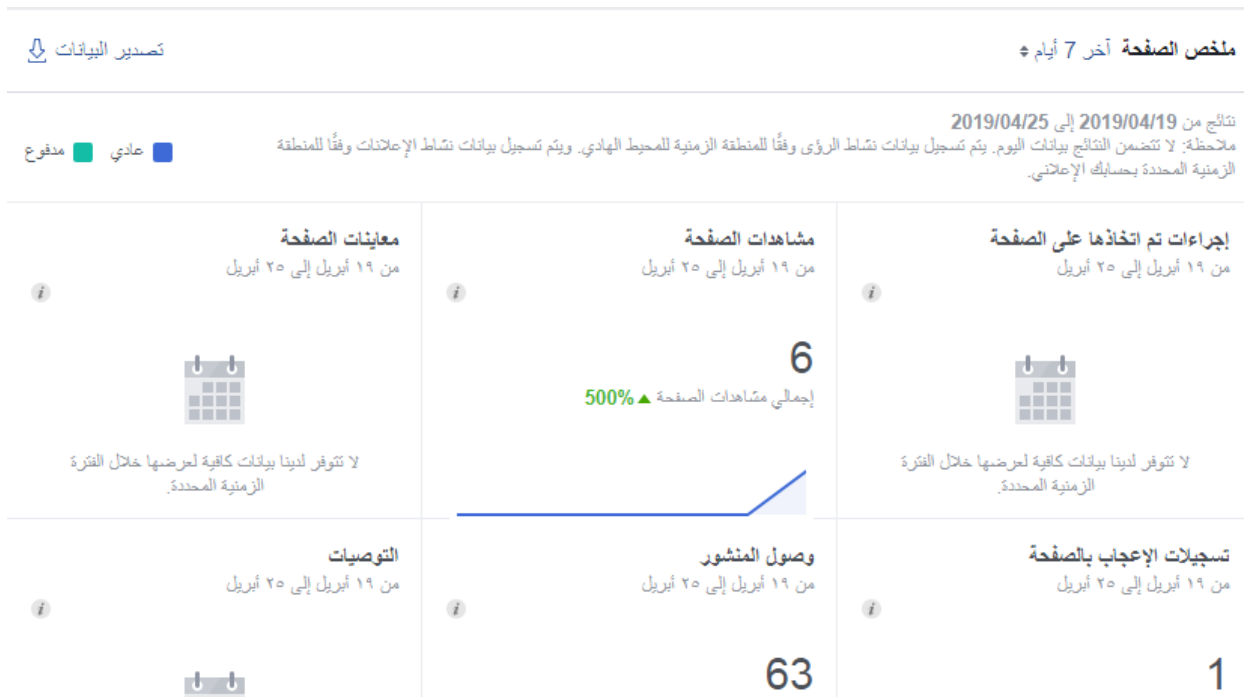 ملخص الصفحة آخر 7 أيام
تصدير البيانات
نتائج من 2019/04/19 إلى 2019/04/25
ملاحظة: لا تتضمن النتائج بيانات اليوم. يتم تسجيل بيانات نشاط الرؤى وفقًا للمنطقة الزمنية للمحيط الهادي. ويتم تسجيل بيانات نشاط الإعلانات وفقًا للمنطقة
الزمنية المحددة بحسابك الإعلاني.
عادي مدفوع
إجراءات تم اتخاذها على الصفحة
من ١٩ أبريل إلى ٢٥ أبريل
لا تتوفر لدينا بيانات كافية لعرضها خلال الفترة
الزمنية المحددة.
مشاهدات الصفحة
من ١٩ أبريل إلى ٢٥ أبريل
6
إجمالي مشاهدات الصفحة 500%
معاينات الصفحة
من ١٩ أبريل إلى ٢٥ أبريل
لا تتوفر لدينا بيانات كافية لعرضها خلال الفترة
الزمنية المحددة.
تسجيلات الإعجاب بالصفحة
من ١٩ أبريل إلى ٢٥ أبريل
1
وصول المنشور
من ١٩ أبريل إلى ٢٥ أبريل
63
التوصيات
من ١٩ أبريل إلى ٢٥ أبريل